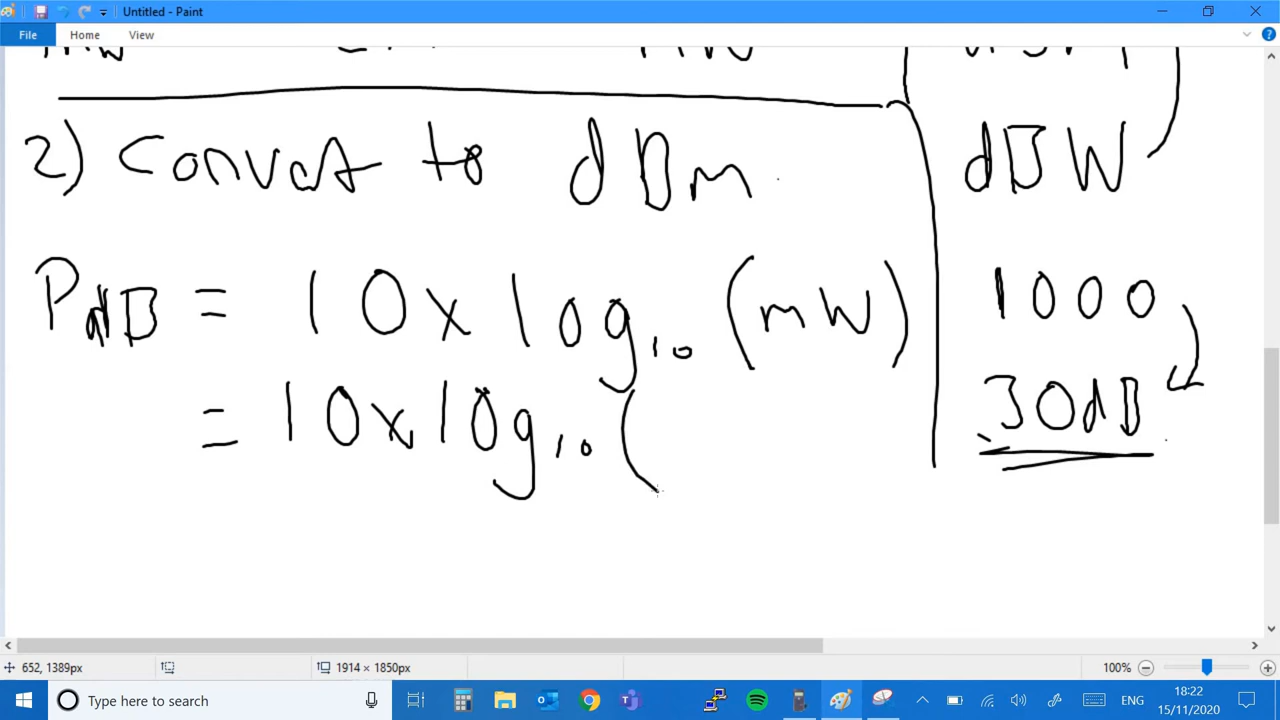 Untitled - Paint
File Home View
mw
2) Convert to dBm
PdB = 10 x log10 (mW)
= 10 x log10 (
dBW
1000
30dB
652, 1389px
1914 × 1850px
100%
Type here to search
ENG
18:22
15/11/2020